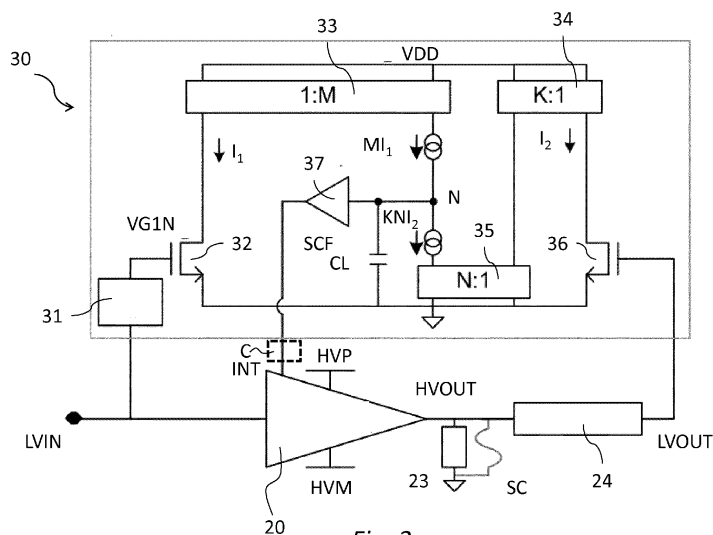 33
34
30
VDD
1:M
K:1
I1
MI1
I2
37
N
VG1N
KNI2
35
32
SCF
36
CL
N:1
31
C
INT
HVP
HVOUT
LVIN
LVOUT
23
24
HVM
SC
20